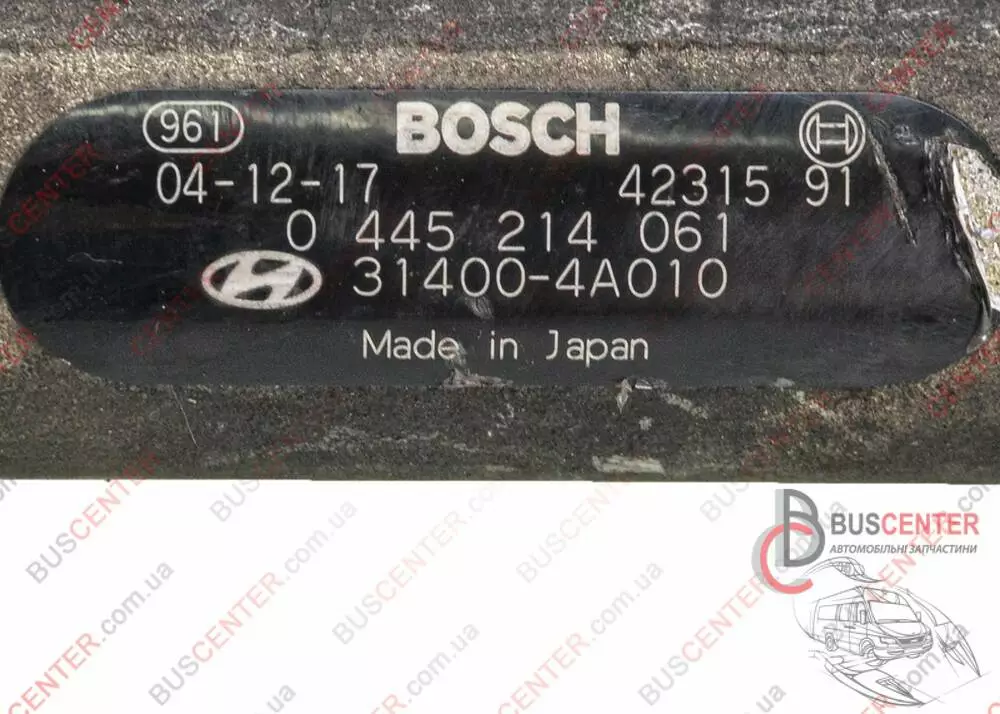 961 BOSCH
04-12-17 42315 91
0 445 214 061
31400-4A010
Made in Japan
BUSCENTER
АВТОМОБІЛЬНІ ЗАПЧАСТИНИ
BUSCENTER.com.ua